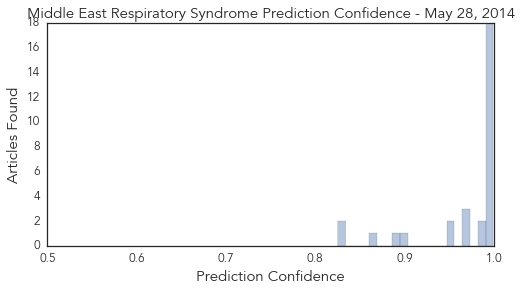 Middle East Respiratory Syndrome Prediction Confidence - May 28, 2014
18
16
14
12
10
8
6
4
2
0
Articles Found
0.5 0.6 0.7 0.8 0.9 1.0
Prediction Confidence